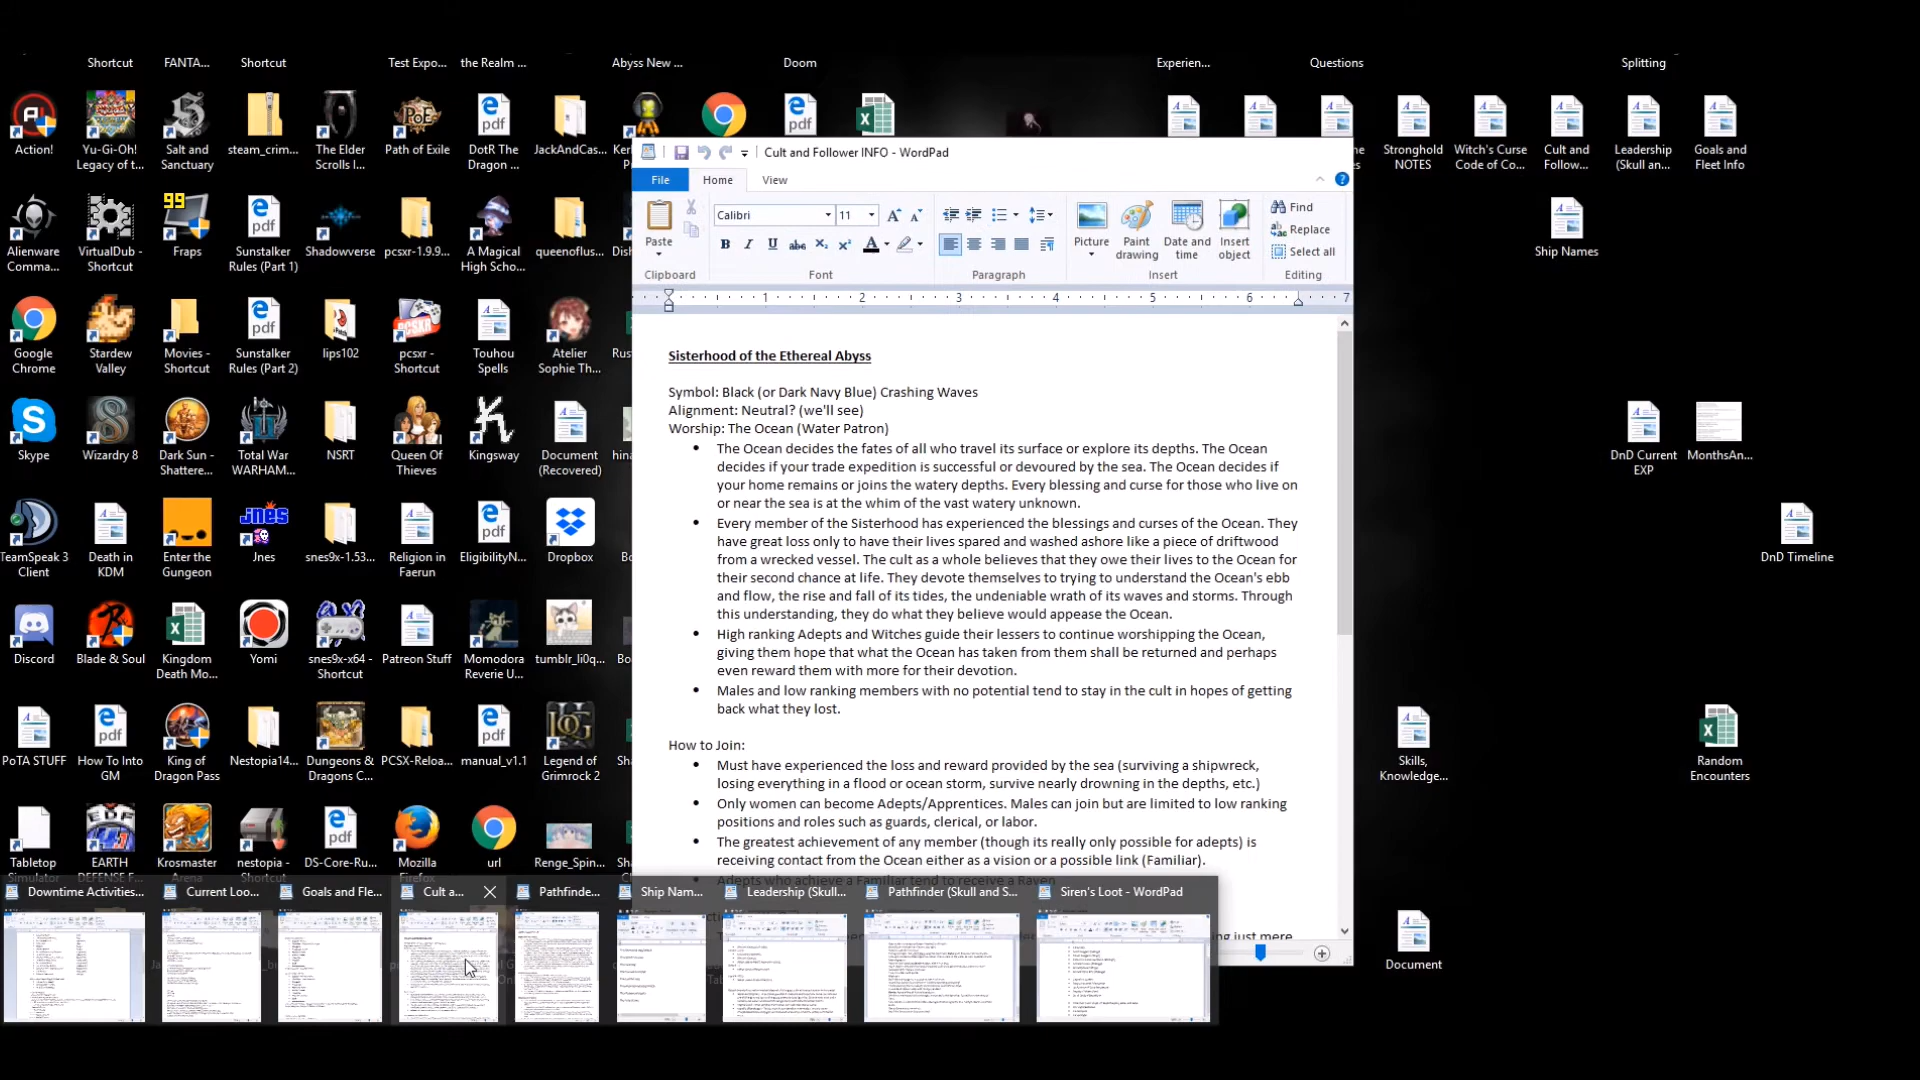 Shortcut
FANTA...
Shortcut
Test Expo...
the Realm ...
Abyss New ...
Doom
Experien...
Questions
Splitting
Action!
Yu-Gi-Oh!
Legacy of t...
Salt and
Sanctuary
steam_crim...
The Elder
Scrolls I...
Path of Exile
DotR The
Dragon ...
JackAndCas...
Stronghold
NOTES
Witch's Curse
Code of Co...
Cult and
Follow...
Leadership
(Skull an...
Goals and
Fleet Info
Cult and Follower INFO - WordPad
File
Home
View
Ship Names
Alienware
Comma...
VirtualDub -
Shortcut
99
Fraps
Sunstalker
Rules (Part 1)
Shadowverse
pcsxr-1.9.9...
A Magical
High Scho...
queenoflus...
Calibri
11
Paste
Picture
Paint
drawing
Date and
time
Insert
object
Find
Replace
Select all
Clipboard
Font
Paragraph
Insert
Editing
1 2 3 4 5 6 7
Google
Chrome
Stardew
Valley
Movies -
Shortcut
Sunstalker
Rules (Part 2)
lips102
pcsxr -
Shortcut
Touhou
Spells
Atelier
Sophie Th...
Skype
Wizardry 8
Dark Sun -
Shattere...
Total War
WARHAM...
NSRT
Queen Of
Thieves
Kingsway
Document
(Recovered)
TeamSpeak 3
Client
Death in
KDM
Enter the
Gungeon
Jnes
snes9x-1.53...
Religion in
Faerun
EligibilityN...
Dropbox
Discord
Blade & Soul
Kingdom
Death Mo...
Yomi
snes9x-x64 -
Shortcut
Patreon Stuff
Momodora
Reverie U...
tumblr_li0q...
PoTA STUFF
How To Into
GM
King of
Dragon Pass
Nestopia14...
Dungeons &
Dragons C...
PCSX-Reloa...
manual_v1.1
Legend of
Grimrock 2
Tabletop
Simulator
EARTH
DEFENSE F...
Krosmaster
Arena
nestopia -
DS-Core-Ru...
Mozilla
Firefox
url
Renge_Spin...
Sisterhood of the Ethereal Abyss
Symbol: Black (or Dark Navy Blue) Crashing Waves
Alignment: Neutral? (we'll see)
Worship: The Ocean (Water Patron)
• The Ocean decides the fates of all who travel its surface or explore its depths. The Ocean
decides if your trade expedition is successful or devoured by the sea. The Ocean decides if
your home remains or joins the watery depths. Every blessing and curse for those who live on
or near the sea is at the whim of the vast watery unknown.
• Every member of the Sisterhood has experienced the blessings and curses of the Ocean. They
have great loss only to have their lives spared and washed ashore like a piece of driftwood
from a wrecked vessel. The cult as a whole believes that they owe their lives to the Ocean for
their second chance at life. They devote themselves to trying to understand the Ocean's ebb
and flow, the rise and fall of its tides, the undeniable wrath of its waves and storms. Through
this understanding, they do what they believe would appease the Ocean.
• High ranking Adepts and Witches guide their lessers to continue worshipping the Ocean,
giving them hope that what the Ocean has taken from them shall be returned and perhaps
even reward them with more for their devotion.
• Males and low ranking members with no potential tend to stay in the cult in hopes of getting
back what they lost.
How to Join:
• Must have experienced the loss and reward provided by the sea (surviving a shipwreck,
losing everything in a flood or ocean storm, survive nearly drowning in the depths, etc.)
• Only women can become Adepts/Apprentices. Males can join but are limited to low ranking
positions and roles such as guards, clerical, or labor.
• The greatest achievement of any member (though its really only possible for adepts) is
receiving contact from the Ocean either as a vision or a possible link (Familiar).
Adepts who achieve a Familiar tend to receive a Raven
DnD Current
EXP
MonthsAn...
DnD Timeline
Skills,
Knowledge...
Random
Encounters
Document
Downtime Activities...
Current Loo...
Goals and Fle...
Cult a...
Pathfinde...
Ship Nam...
Leadership (Skull...
Pathfinder (Skull and S...
Siren's Loot - WordPad